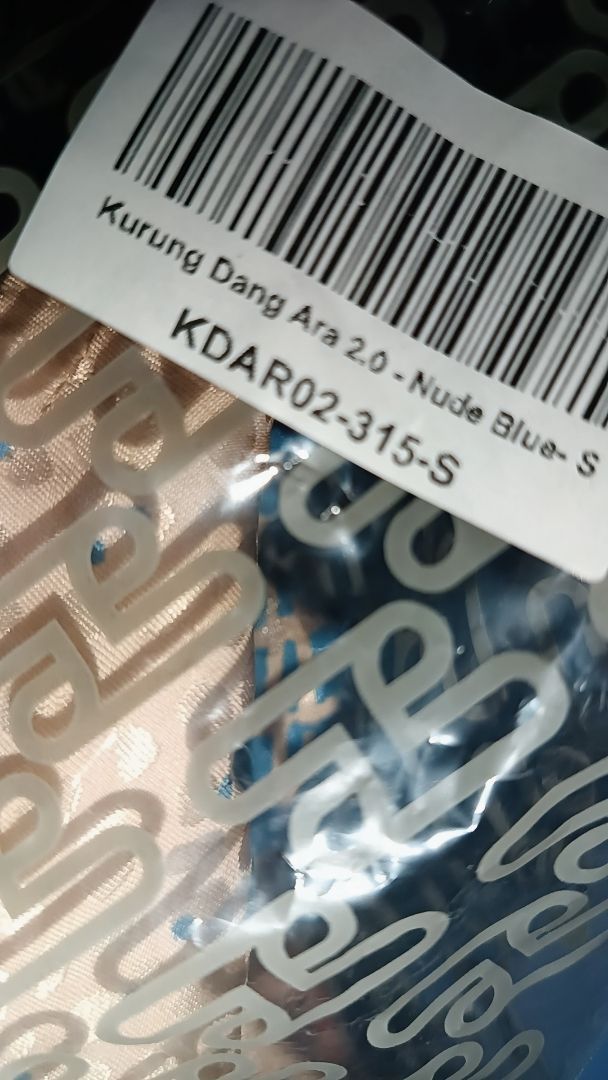 Kurung Dang Ara 2.0 - Nude Blue- S
KDAR02-315-S